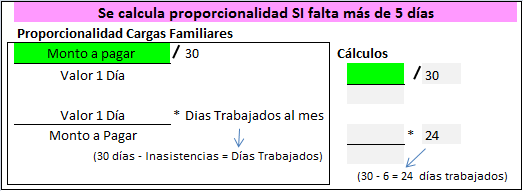 Se calcula proporcionalidad SI falta más de 5 días
Proporcionalidad Cargas Familiares
Monto a pagar / 30
Valor 1 Día
Valor 1 Día * Dias Trabajados al mes
Monto a Pagar
(30 días - Inasistencias = Días Trabajados)
Cálculos
/ 30
* 24
(30 - 6 = 24 días trabajados)